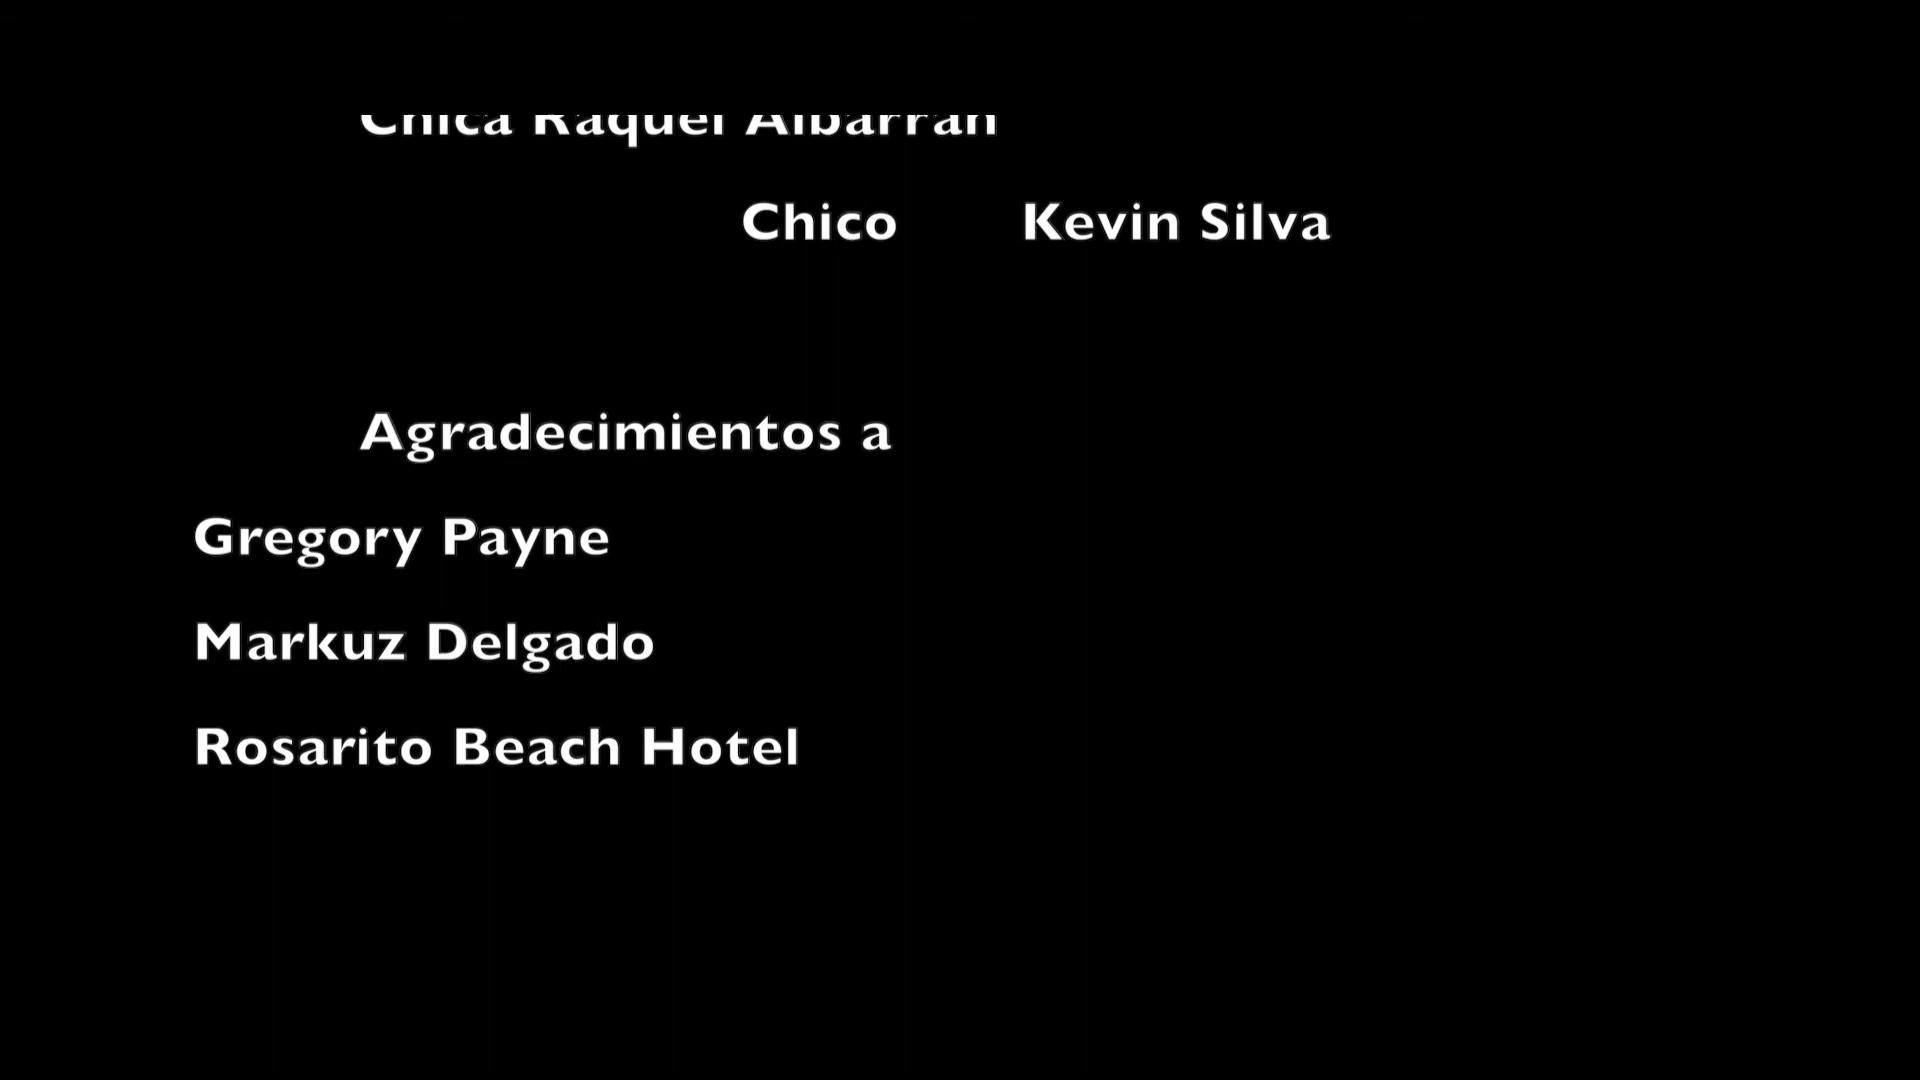 Chica Raquel Albarran
Chico Kevin Silva
Agradecimientos a
Gregory Payne
Markuz Delgado
Rosarito Beach Hotel